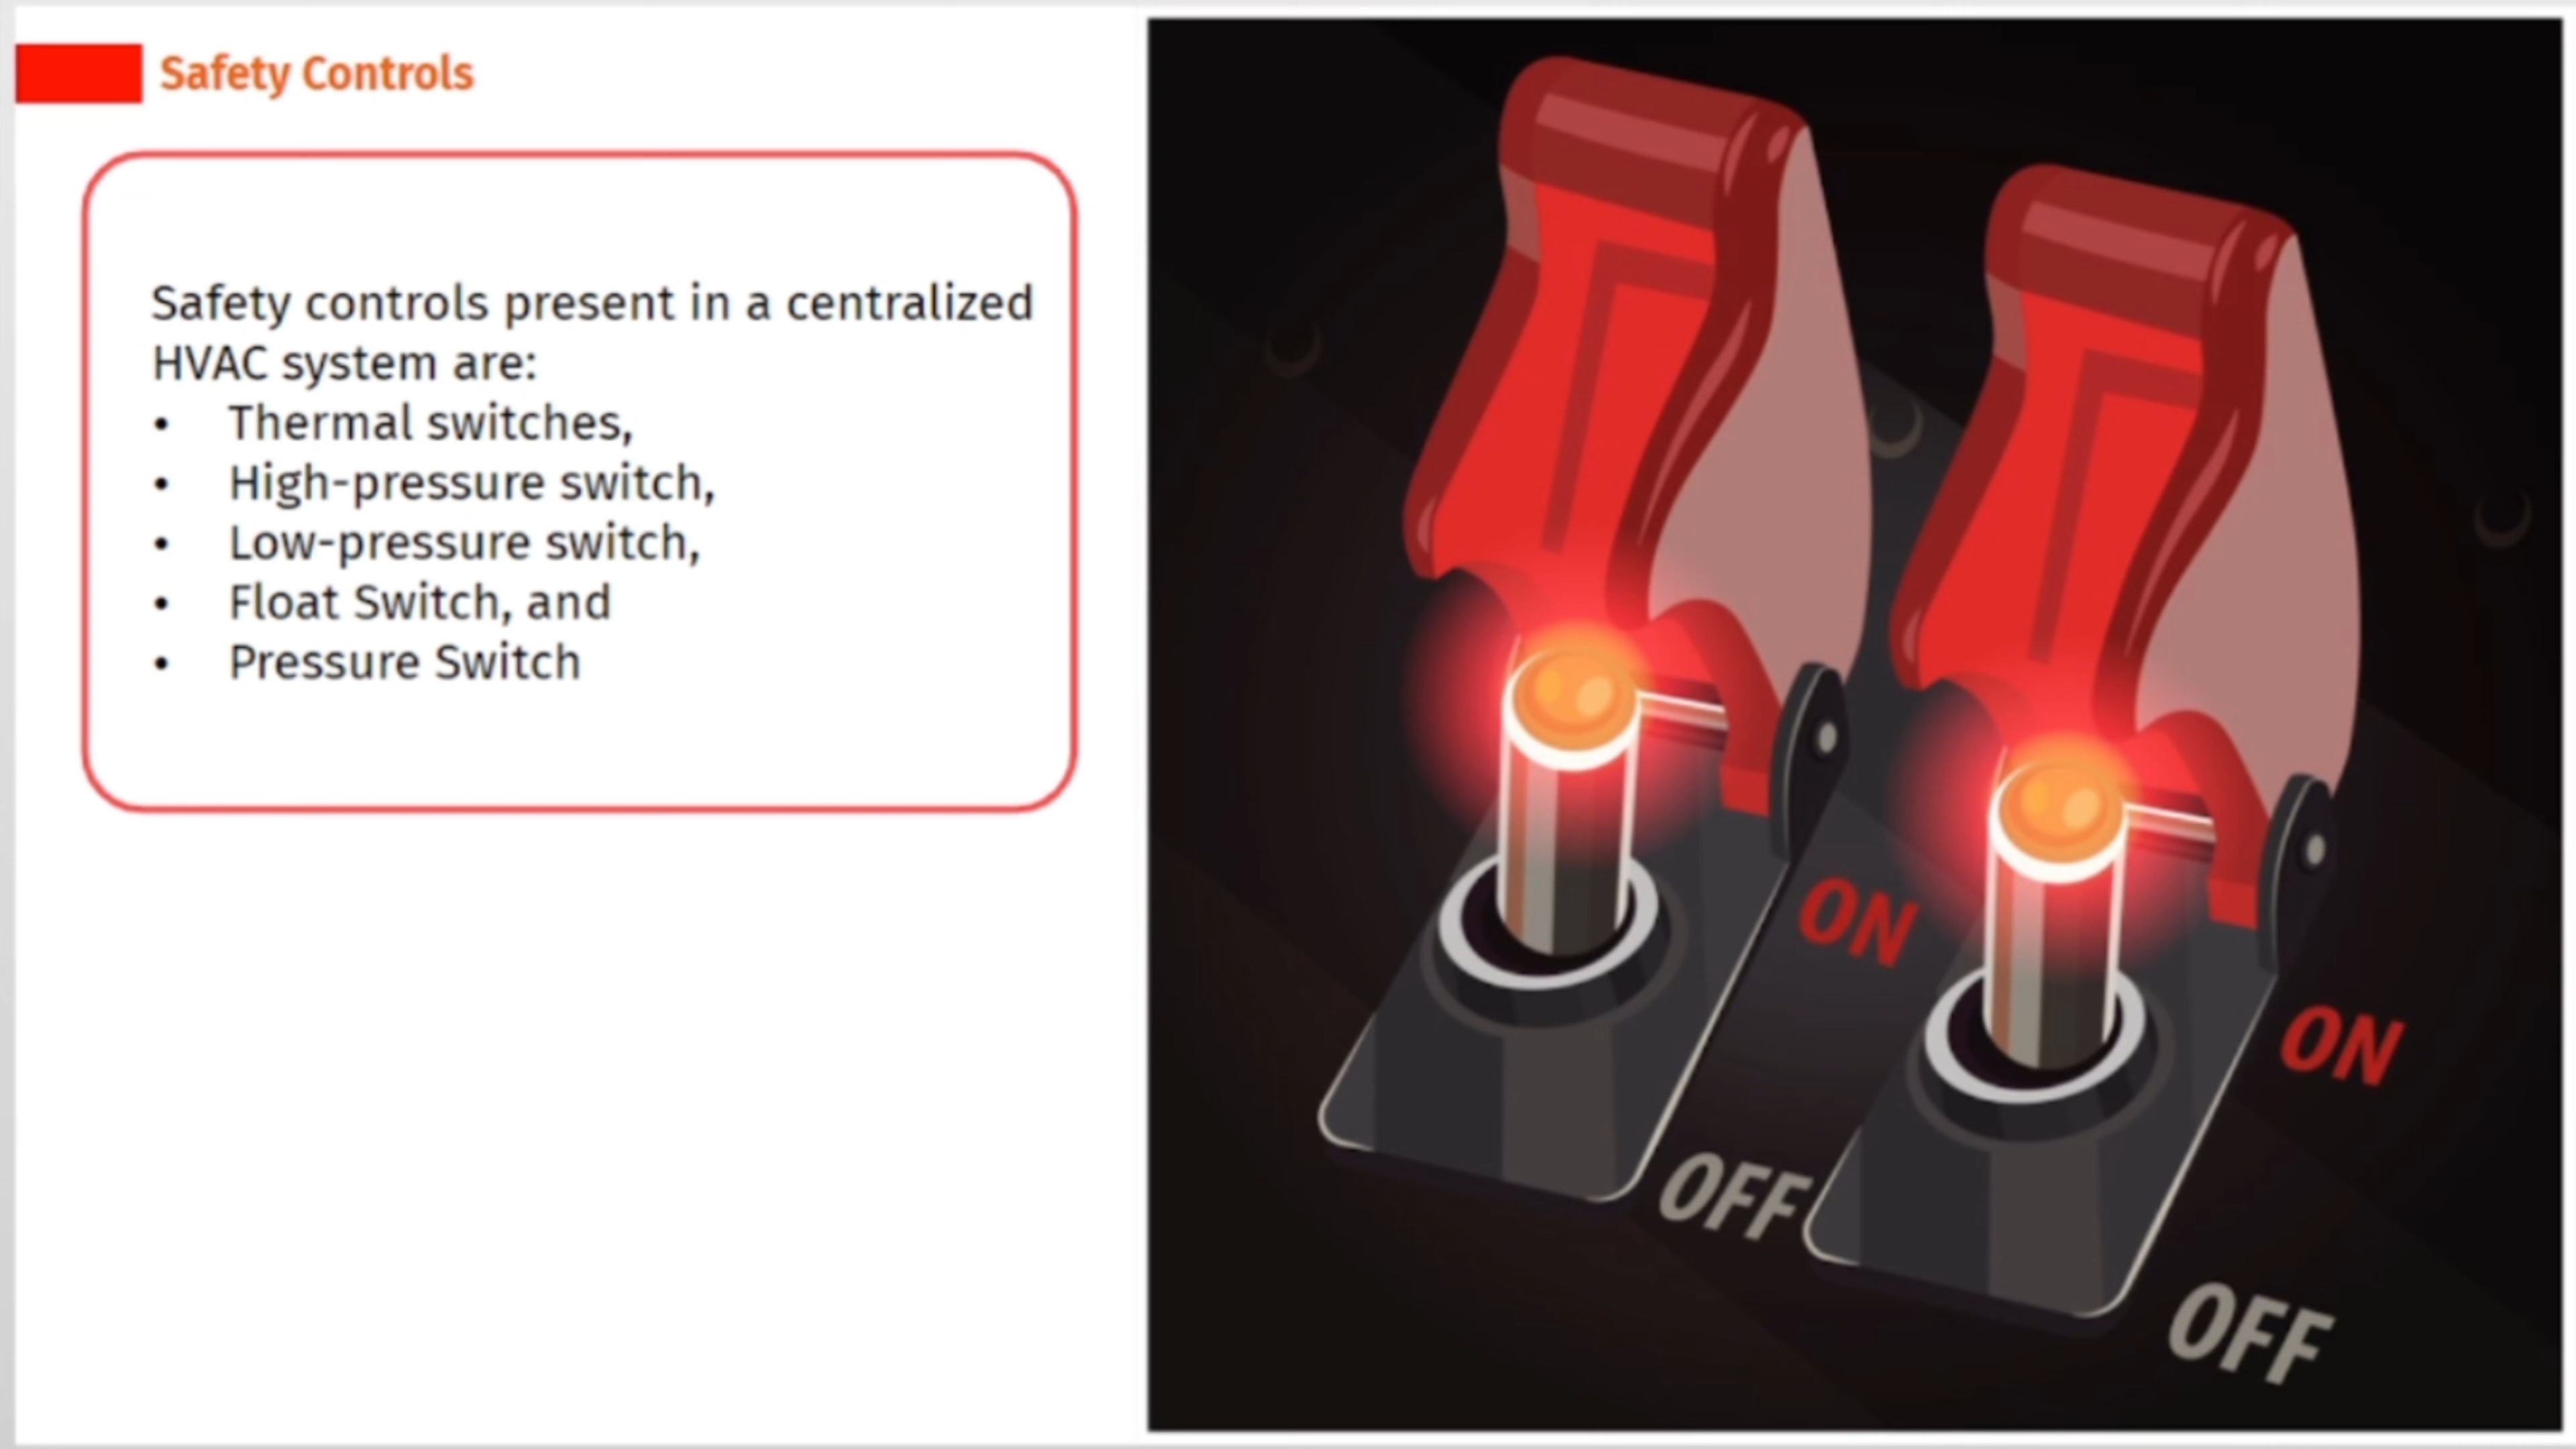 Safety Controls
Safety controls present in a centralized
HVAC system are:
• Thermal switches,
• High-pressure switch,
• Low-pressure switch,
• Float Switch, and
• Pressure Switch
ON
OFF
ON
OFF